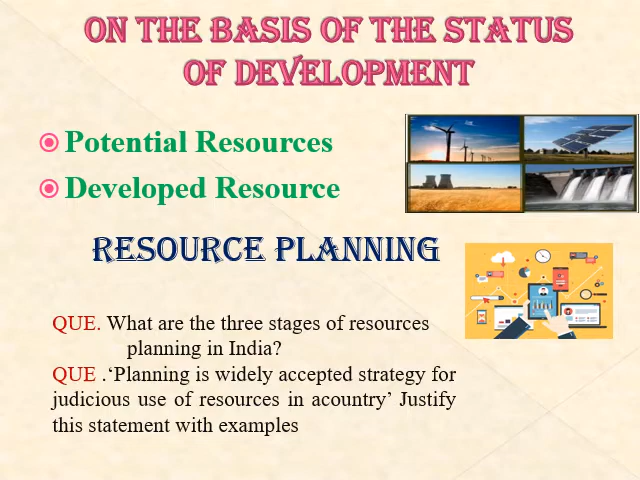 ON THE BASIS OF THE STATUS
OF DEVELOPMENT
Potential Resources
Developed Resource
RESOURCE PLANNING
QUE. What are the three stages of resources
planning in India?
QUE .‘Planning is widely accepted strategy for
judicious use of resources in acountry’ Justify
this statement with examples